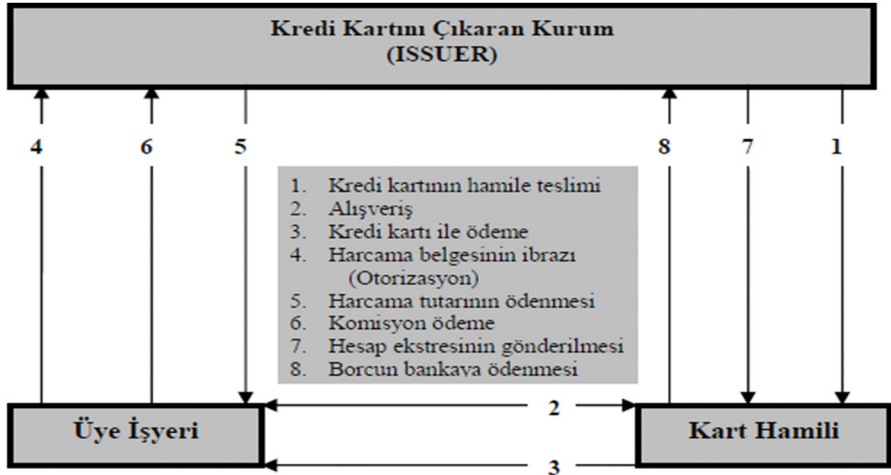 Kredi Kartını Çıkaran Kurum
(ISSUER)
4 6 5 8 7 1
1. Kredi kartının hamile teslimi
2. Alışveriş
3. Kredi kartı ile ödeme
4. Harcama belgesinin ibrazı
(Otorizasyon)
5. Harcama tutarının ödenmesi
6. Komisyon ödeme
7. Hesap ekstresinin gönderilmesi
8. Borcun bankaya ödenmesi
2
Üye İşyeri Kart Hamili
3